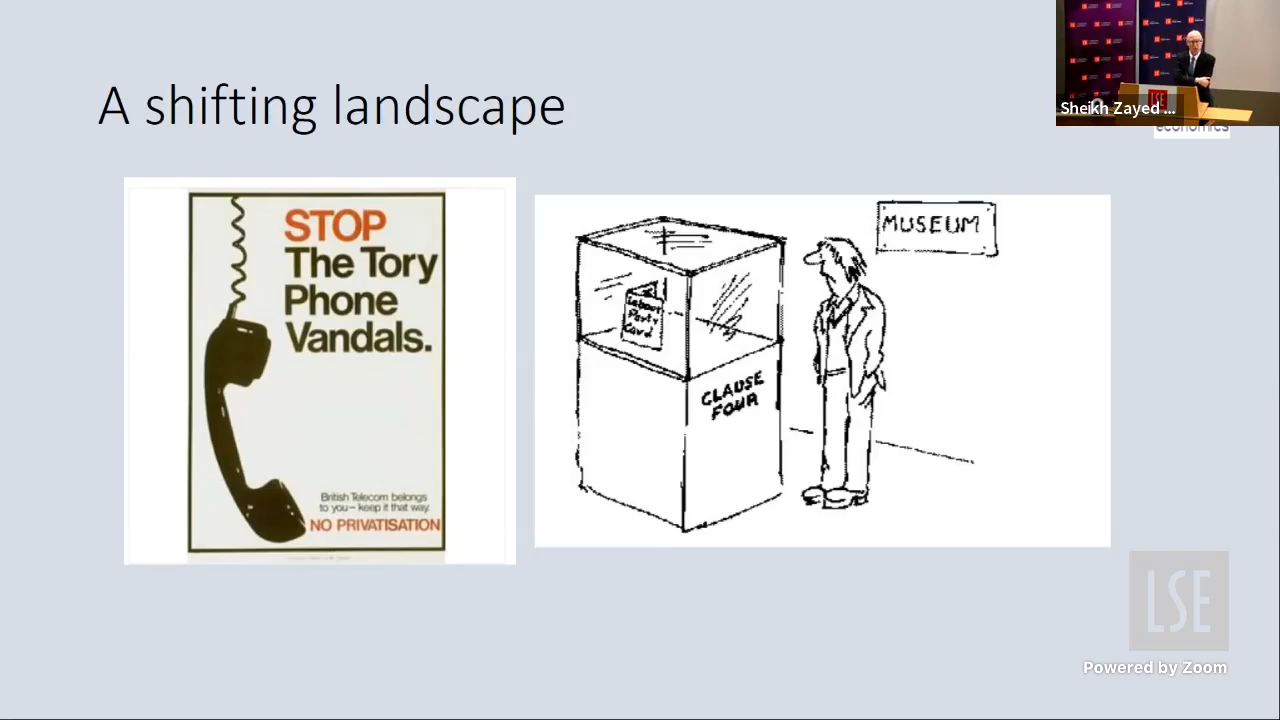 A shifting landscape
Sheikh Zayed ...
LSE
economics
STOP
The Tory
Phone
Vandals.
British Telecom belongs
to you – keep it that way.
NO PRIVATISATION
MUSEUM
Labour
Party
Card
CLAUSE
FOUR
LSE
Powered by Zoom